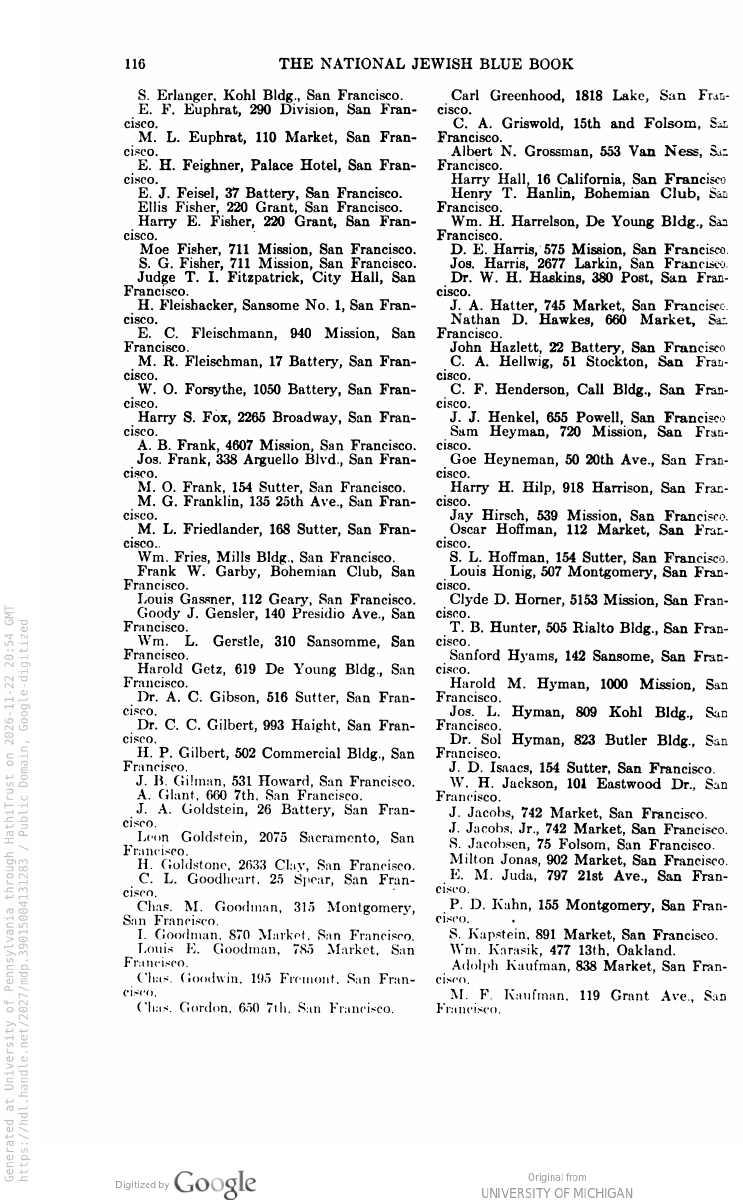 116 THE NATIONAL JEWISH BLUE BOOK
S. Erlanger, Kohl Bldg., San Francisco.
E. F. Euphrat, 290 Division, San Fran-
cisco.
M. L. Euphrat, 110 Market, San Fran-
cisco.
E. H. Feighner, Palace Hotel, San Fran-
cisco.
E. J. Feisel, 37 Battery, San Francisco.
Ellis Fisher, 220 Grant, San Francisco.
Harry E. Fisher, 220 Grant, San Fran-
cisco.
Moe Fisher, 711 Mission, San Francisco.
S. G. Fisher, 711 Mission, San Francisco.
Judge T. I. Fitzpatrick, City Hall, San
Francisco.
H. Fleishacker, Sansome No. 1, San Fran-
cisco.
E. C. Fleischmann, 940 Mission, San
Francisco.
M. R. Fleischman, 17 Battery, San Fran-
cisco.
W. O. Forsythe, 1050 Battery, San Fran-
cisco.
Harry S. Fox, 2265 Broadway, San Fran-
cisco.
A. B. Frank, 4607 Mission, San Francisco.
Jos. Frank, 338 Arguello Blvd., San Fran-
cisco.
M. O. Frank, 154 Sutter, San Francisco.
M. G. Franklin, 135 25th Ave., San Fran-
cisco.
M. L. Friedlander, 168 Sutter, San Fran-
cisco..
Wm. Fries, Mills Bldg., San Francisco.
Frank W. Garby, Bohemian Club, San
Francisco.
Louis Gassner, 112 Geary, San Francisco.
Goody J. Gensler, 140 Presidio Ave., San
Francisco.
Wm. L. Gerstle, 310 Sansomme, San
Francisco.
Harold Getz, 619 De Young Bldg., San
Francisco.
Dr. A. C. Gibson, 516 Sutter, San Fran-
cisco.
Dr. C. C. Gilbert, 993 Haight, San Fran-
cisco.
H. P. Gilbert, 502 Commercial Bldg., San
Francisco.
J. B. Gilman, 531 Howard, San Francisco.
A. Glant, 660 7th, San Francisco.
J. A. Goldstein, 26 Battery, San Fran-
cisco.
Leon Goldstein, 2075 Sacramento, San
Francisco.
H. Goldstone, 2633 Clay, San Francisco.
C. L. Goodheart, 25 Spear, San Fran-
cisco.
Chas. M. Goodman, 315 Montgomery,
San Francisco.
I. Goodman, 870 Market, San Francisco.
Louis E. Goodman, 785 Market, San
Francisco.
Chas. Goodwin, 195 Fremont, San Fran-
cisco.
Chas. Gordon, 650 7th, San Francisco.
Carl Greenhood, 1818 Lake, San Fran-
cisco.
C. A. Griswold, 15th and Folsom, San
Francisco.
Albert N. Grossman, 553 Van Ness, San
Francisco.
Harry Hall, 16 California, San Francisco
Henry T. Hanlin, Bohemian Club, San
Francisco.
Wm. H. Harrelson, De Young Bldg., San
Francisco.
D. E. Harris, 575 Mission, San Francisco.
Jos. Harris, 2677 Larkin, San Francisco.
Dr. W. H. Haskins, 380 Post, San Fran-
cisco.
J. A. Hatter, 745 Market, San Francisco.
Nathan D. Hawkes, 660 Market, San
Francisco.
John Hazlett, 22 Battery, San Francisco
C. A. Hellwig, 51 Stockton, San Fran-
cisco.
C. F. Henderson, Call Bldg., San Fran-
cisco.
J. J. Henkel, 655 Powell, San Francisco
Sam Heyman, 720 Mission, San Fran-
cisco.
Goe Heyneman, 50 20th Ave., San Fran-
cisco.
Harry H. Hilp, 918 Harrison, San Fran-
cisco.
Jay Hirsch, 539 Mission, San Francisco.
Oscar Hoffman, 112 Market, San Fran-
cisco.
S. L. Hoffman, 154 Sutter, San Francisco.
Louis Honig, 507 Montgomery, San Fran-
cisco.
Clyde D. Horner, 5153 Mission, San Fran-
cisco.
T. B. Hunter, 505 Rialto Bldg., San Fran-
cisco.
Sanford Hyams, 142 Sansome, San Fran-
cisco.
Harold M. Hyman, 1000 Mission, San
Francisco.
Jos. L. Hyman, 809 Kohl Bldg., San
Francisco.
Dr. Sol Hyman, 823 Butler Bldg., San
Francisco.
J. D. Isaacs, 154 Sutter, San Francisco.
W. H. Jackson, 101 Eastwood Dr., San
Francisco.
J. Jacobs, 742 Market, San Francisco.
J. Jacobs, Jr., 742 Market, San Francisco.
S. Jacobsen, 75 Folsom, San Francisco.
Milton Jonas, 902 Market, San Francisco.
E. M. Juda, 797 21st Ave., San Fran-
cisco.
P. D. Kahn, 155 Montgomery, San Fran-
cisco.
S. Kapstein, 891 Market, San Francisco.
Wm. Karasik, 477 13th, Oakland.
Adolph Kaufman, 838 Market, San Fran-
cisco.
M. F. Kaufman, 119 Grant Ave., San
Francisco.
Generated at University of Pennsylvania through HathiTrust on 2026-11-22 20:54 GMT
https://hdl.handle.net/2027/mdp.39015004131283 / Public Domain, Google-digitized
Digitized by Google
Original from
UNIVERSITY OF MICHIGAN